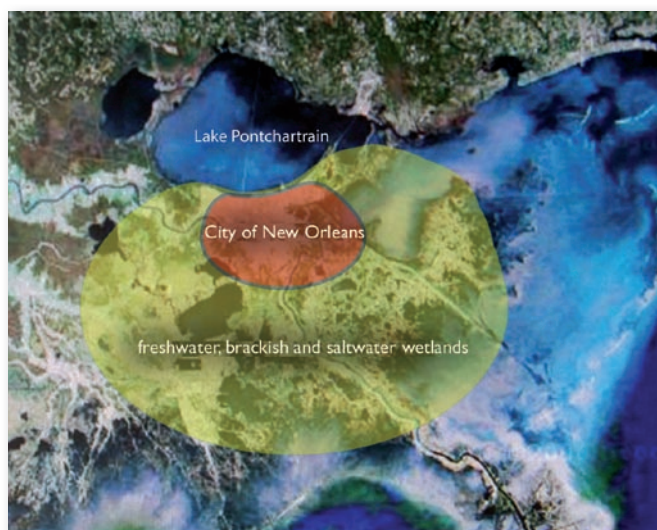 Lake Pontchartrain
City of New Orleans
freshwater, brackish and saltwater wetlands